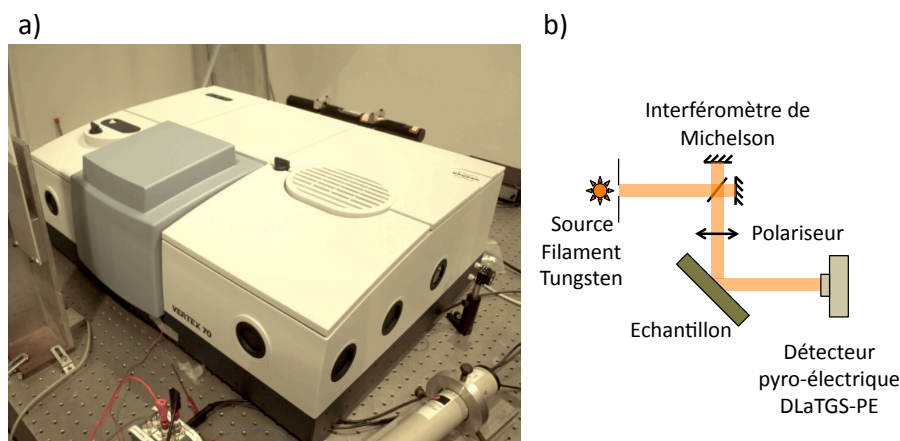 a)
b)
VERTEX 70
Interféromètre de
Michelson
Source
Filament
Tungsten
Polariseur
Echantillon
Détecteur
pyro-électrique
DLaTGS-PE